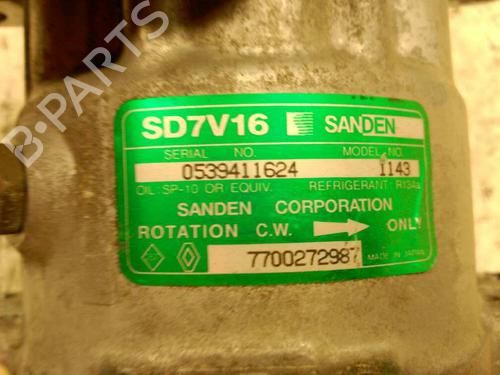 B-PARTS
SD7V16 SANDEN
SERIAL NO. MODEL NO.
0539411624 1143
OIL: SP-10 OR EQUIV. REFRIGERANT: R134a
SANDEN CORPORATION
ROTATION C.W. ONLY
7700272987 MADE IN JAPAN